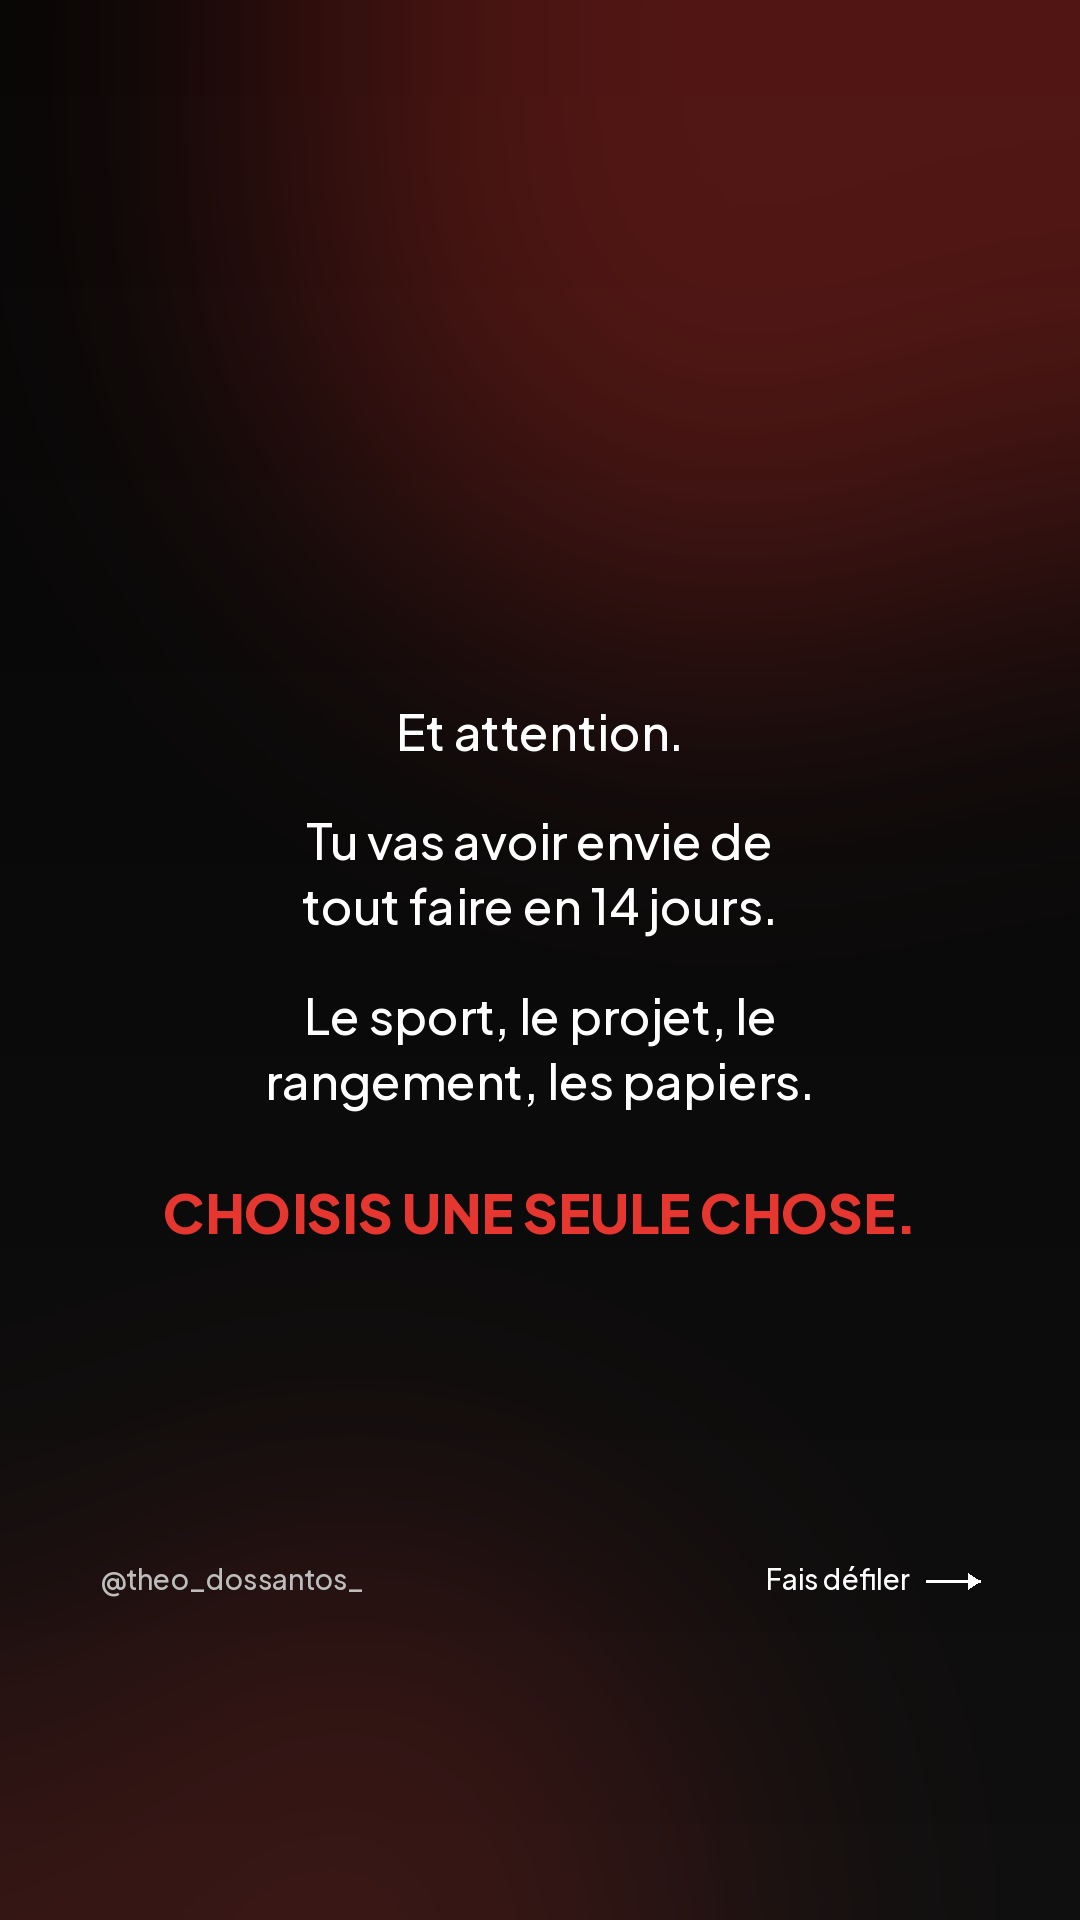 Et attention.
Tu vas avoir envie de
tout faire en 14 jours.
Le sport, le projet, le
rangement, les papiers.
CHOISIS UNE SEULE CHOSE.
@theo_dossantos_
Fais défiler